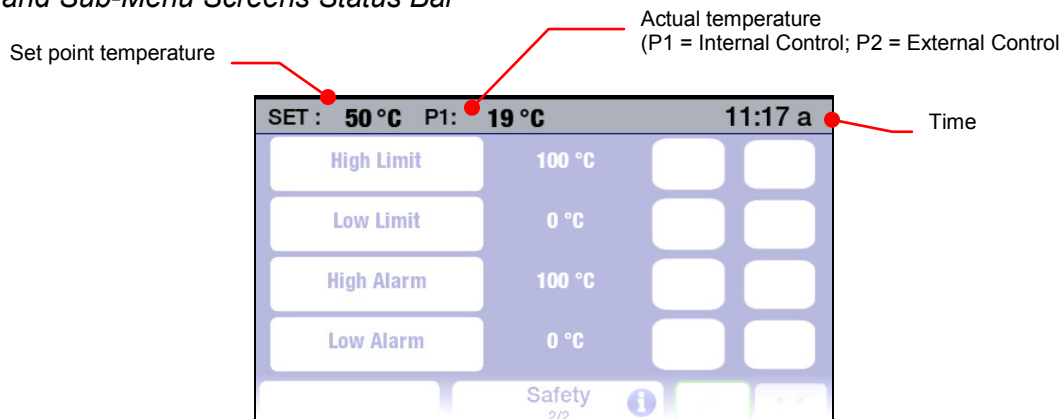 and Sub-Menu Screens Status Bar
Actual temperature
(P1 = Internal Control; P2 = External Control
Set point temperature
SET : 50 °C P1: 19 °C 11:17 a
Time
High Limit 100 °C
Low Limit 0 °C
High Alarm 100 °C
Low Alarm 0 °C
Safety
2/2